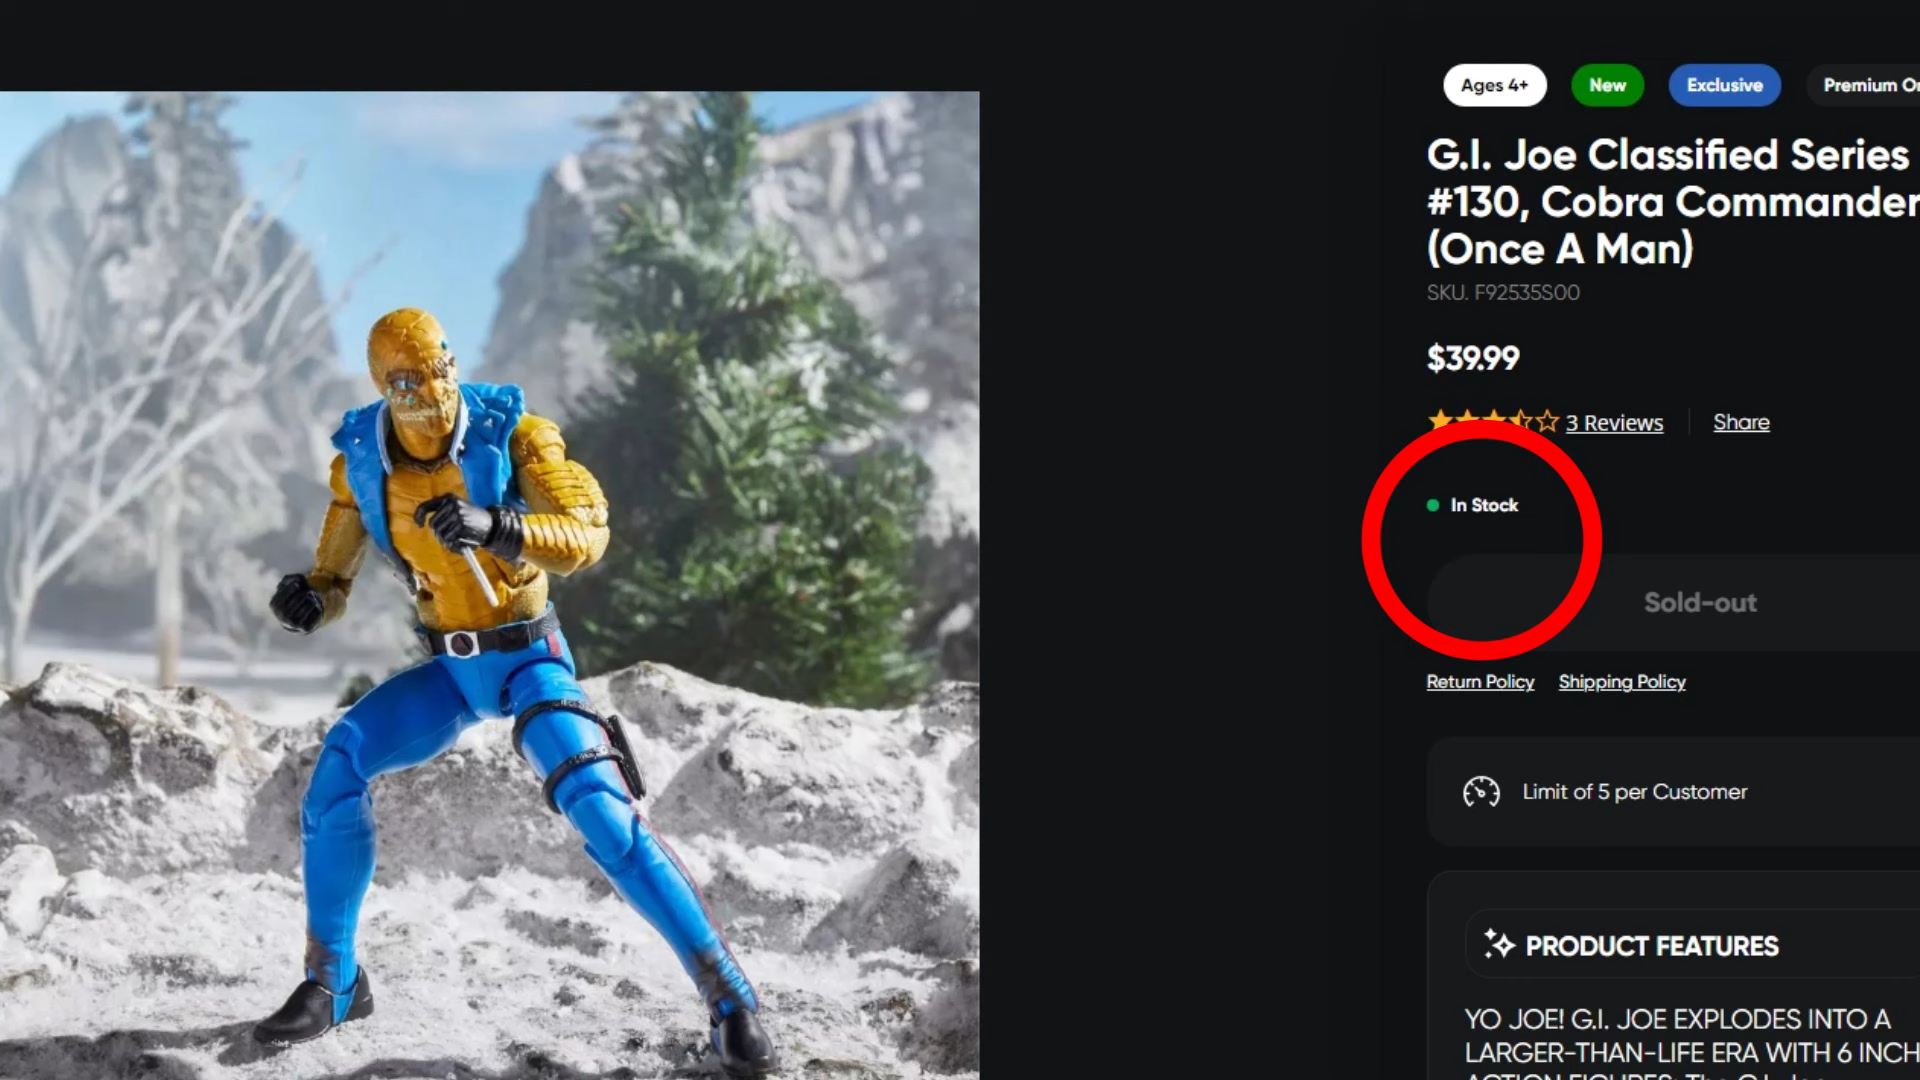 Ages 4+
New
Exclusive
Premium
G.I. Joe Classified Series
#130, Cobra Commander
(Once A Man)
SKU. F92535S00
$39.99
3 Reviews
Share
In Stock
Sold-out
Return Policy
Shipping Policy
Limit of 5 per Customer
PRODUCT FEATURES
YO JOE! G.I. JOE EXPLODES INTO A
LARGER-THAN-LIFE ERA WITH 6 INCH